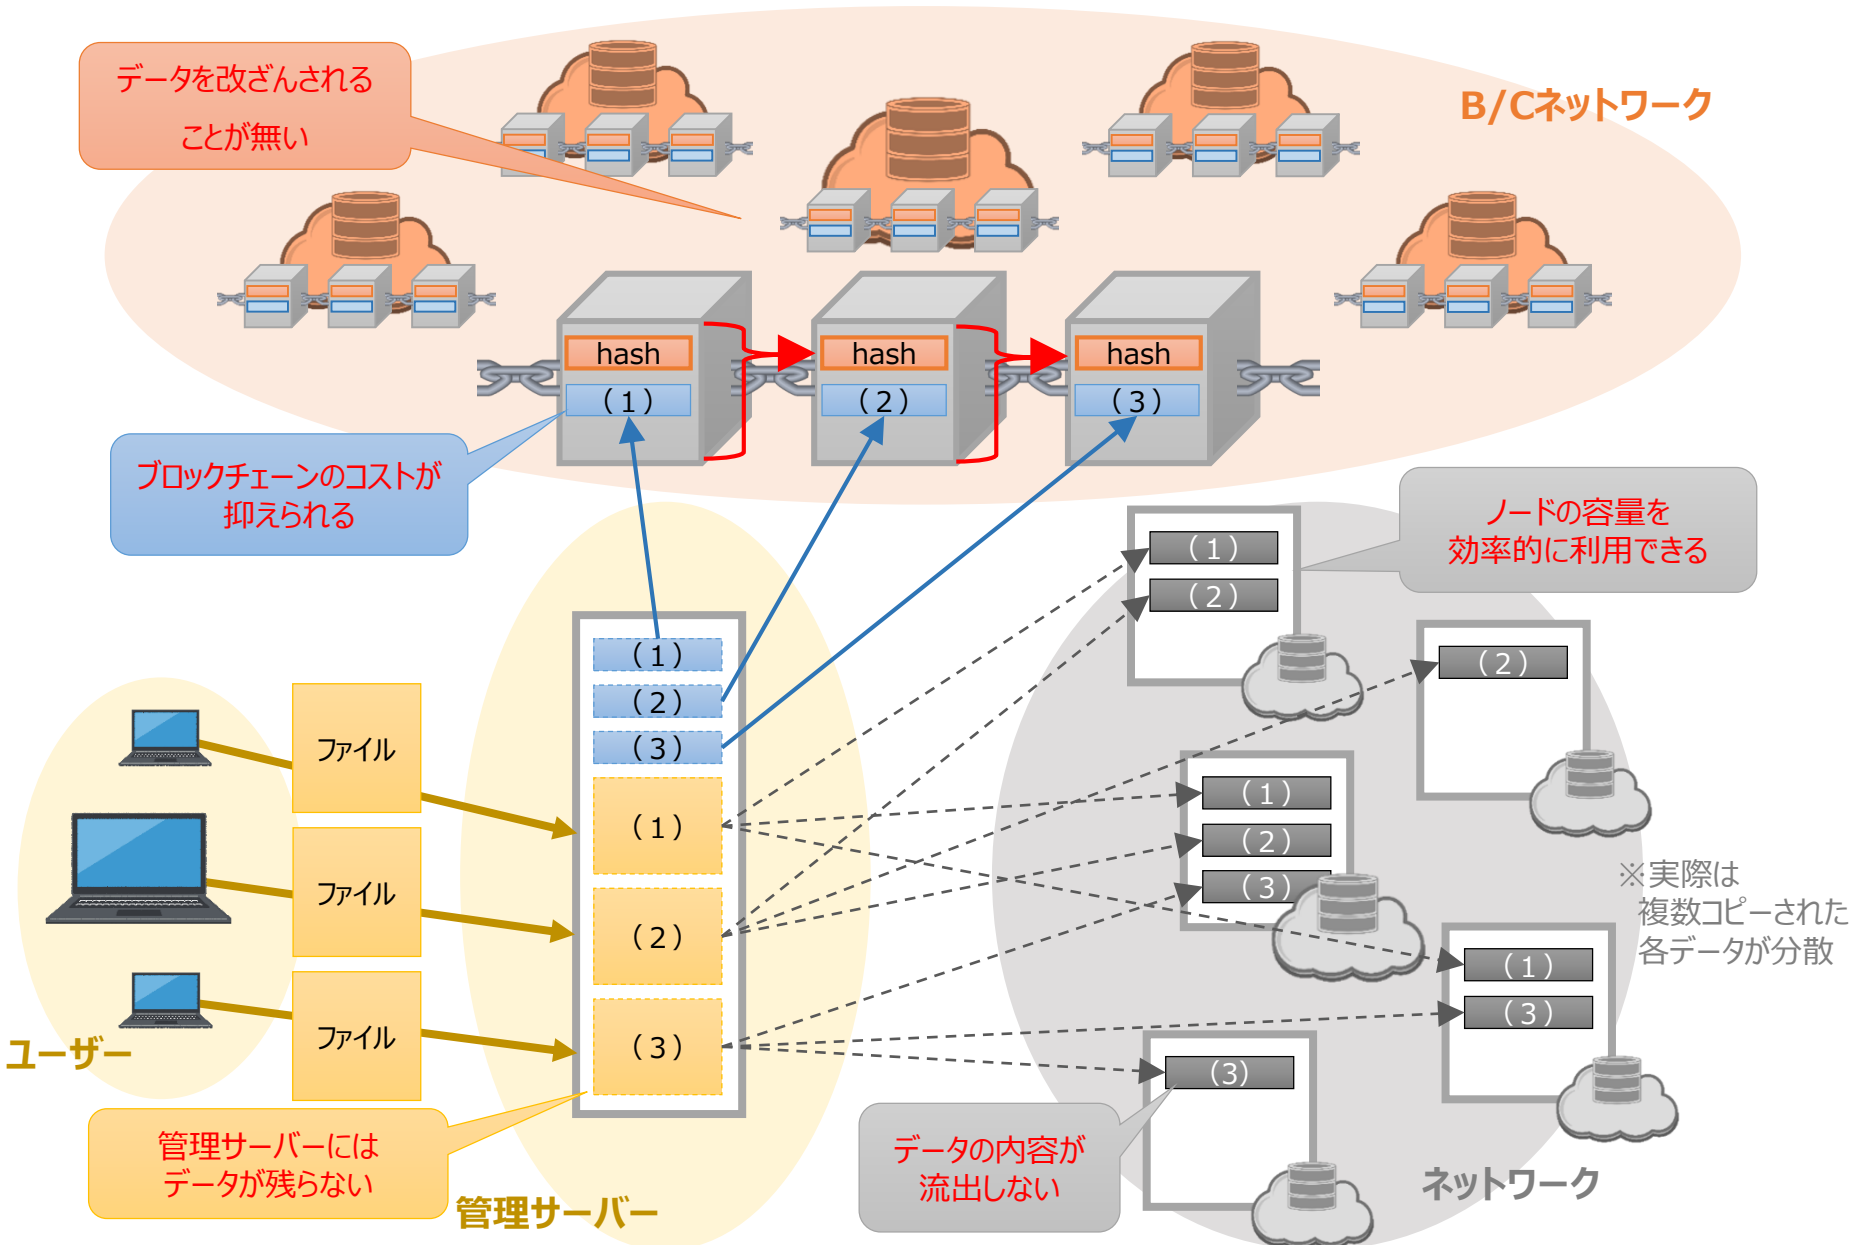 データを改ざんされる
ことが無い
B/Cネットワーク
hash
(1)
hash
(2)
hash
(3)
ブロックチェーンのコストが
抑えられる
ノードの容量を
効率的に利用できる
(1)
(2)
(3)
(1)
(2)
(3)
ファイル
ファイル
ファイル
ユーザー
管理サーバーには
データが残らない
管理サーバー
(1)
(2)
(2)
(1)
(2)
(3)
(1)
(3)
(3)
※実際は
複数コピーされた
各データが分散
データの内容が
流出しない
ネットワーク